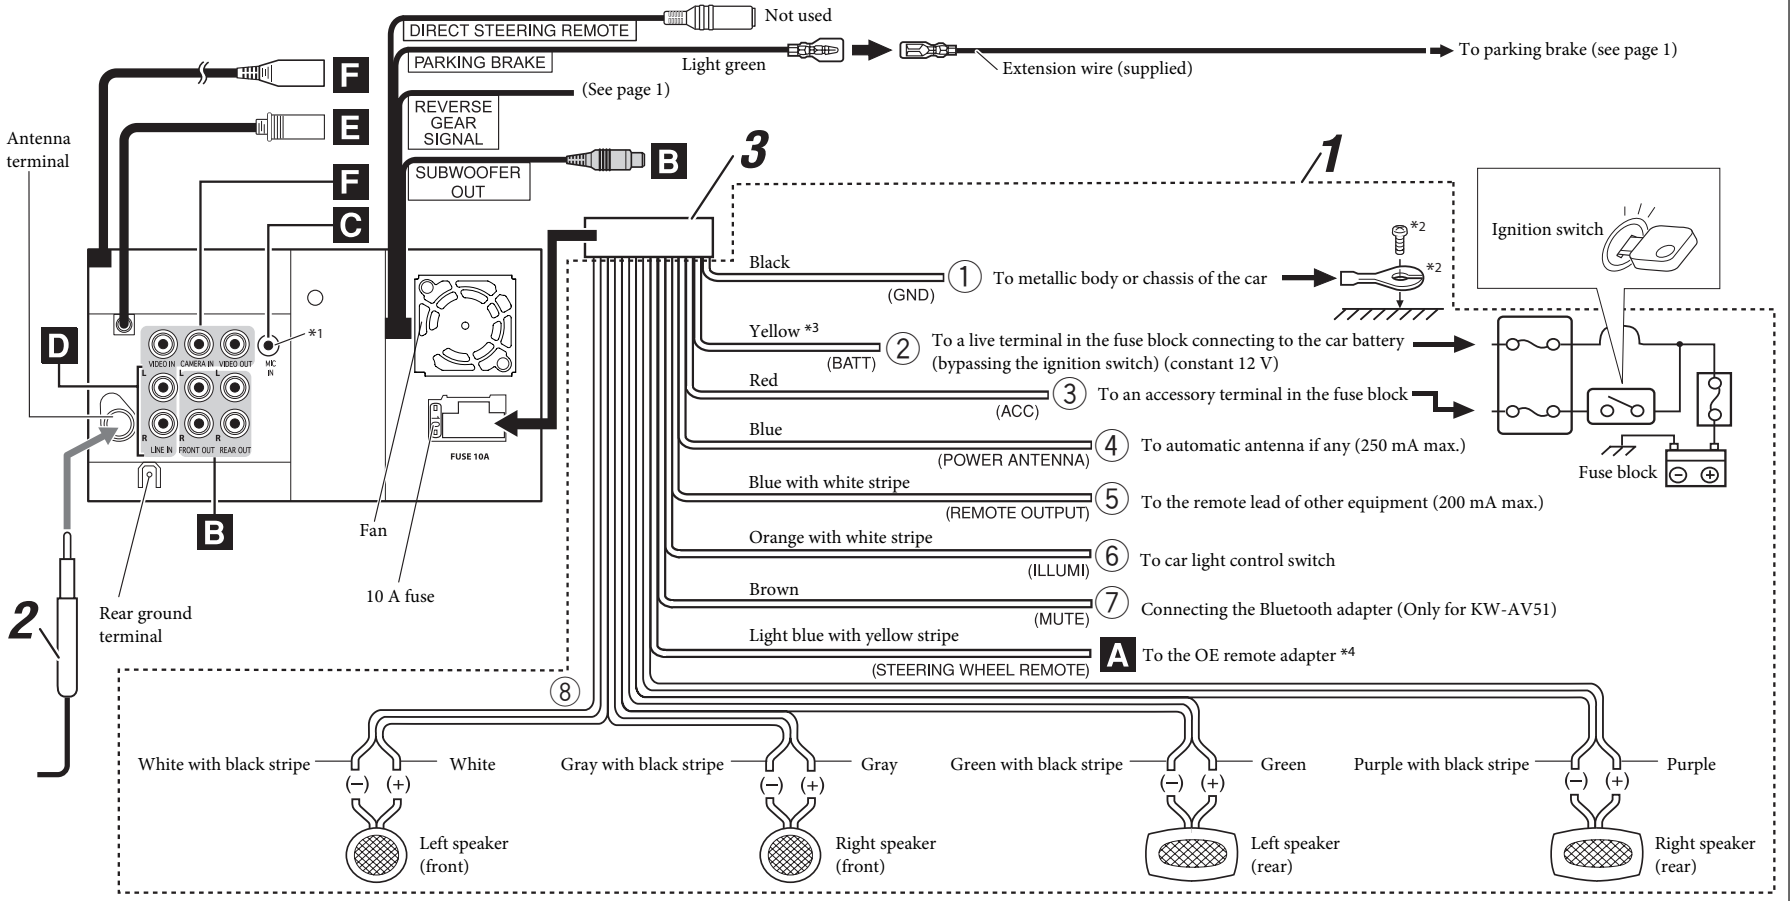 DIRECT STEERING REMOTE
Not used
PARKING BRAKE
Light green
Extension wire (supplied)
To parking brake (see page 1)
REVERSE
GEAR
SIGNAL
(See page 1)
SUBWOOFER
OUT
B
3
1
F
E
F
C
Antenna
terminal
D
*1
VIDEO IN
CAMERA IN
VIDEO OUT
MIC
IN
L
L
L
R
R
R
LINE IN
FRONT OUT
REAR OUT
B
10
FUSE 10A
Fan
10 A fuse
Rear ground
terminal
2
Black
(GND)
1 To metallic body or chassis of the car
*2
*2
Ignition switch
Yellow *3
(BATT)
2 To a live terminal in the fuse block connecting to the car battery
(bypassing the ignition switch) (constant 12 V)
Red
(ACC)
3 To an accessory terminal in the fuse block
Fuse block
Blue
(POWER ANTENNA)
4 To automatic antenna if any (250 mA max.)
Blue with white stripe
(REMOTE OUTPUT)
5 To the remote lead of other equipment (200 mA max.)
Orange with white stripe
(ILLUMI)
6 To car light control switch
Brown
(MUTE)
7 Connecting the Bluetooth adapter (Only for KW-AV51)
Light blue with yellow stripe
(STEERING WHEEL REMOTE)
A To the OE remote adapter *4
8
White with black stripe
White
(−) (+)
Left speaker
(front)
Gray with black stripe
Gray
(−) (+)
Right speaker
(front)
Green with black stripe
Green
(−) (+)
Left speaker
(rear)
Purple with black stripe
Purple
(−) (+)
Right speaker
(rear)